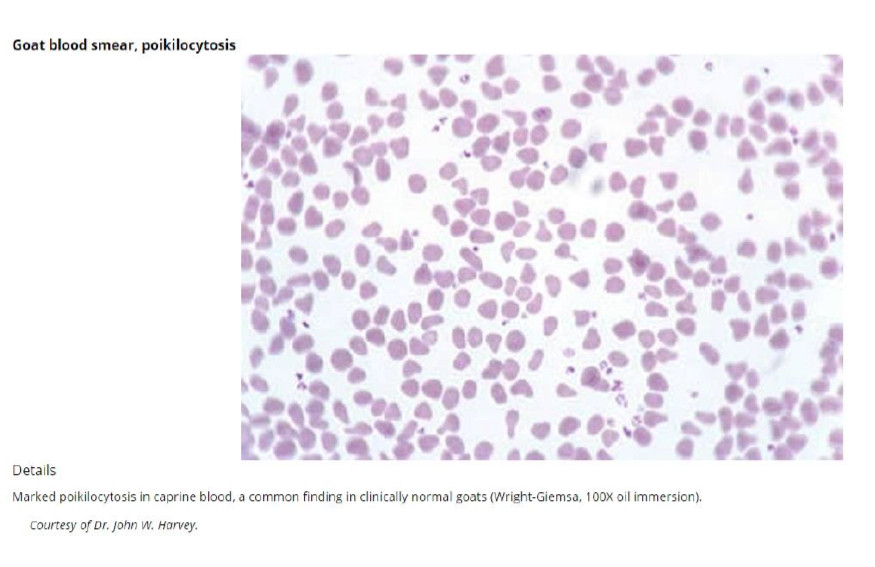 Goat blood smear, poikilocytosis
Details
Marked poikilocytosis in caprine blood, a common finding in clinically normal goats (Wright-Giemsa, 100X oil immersion).
Courtesy of Dr. John W. Harvey.